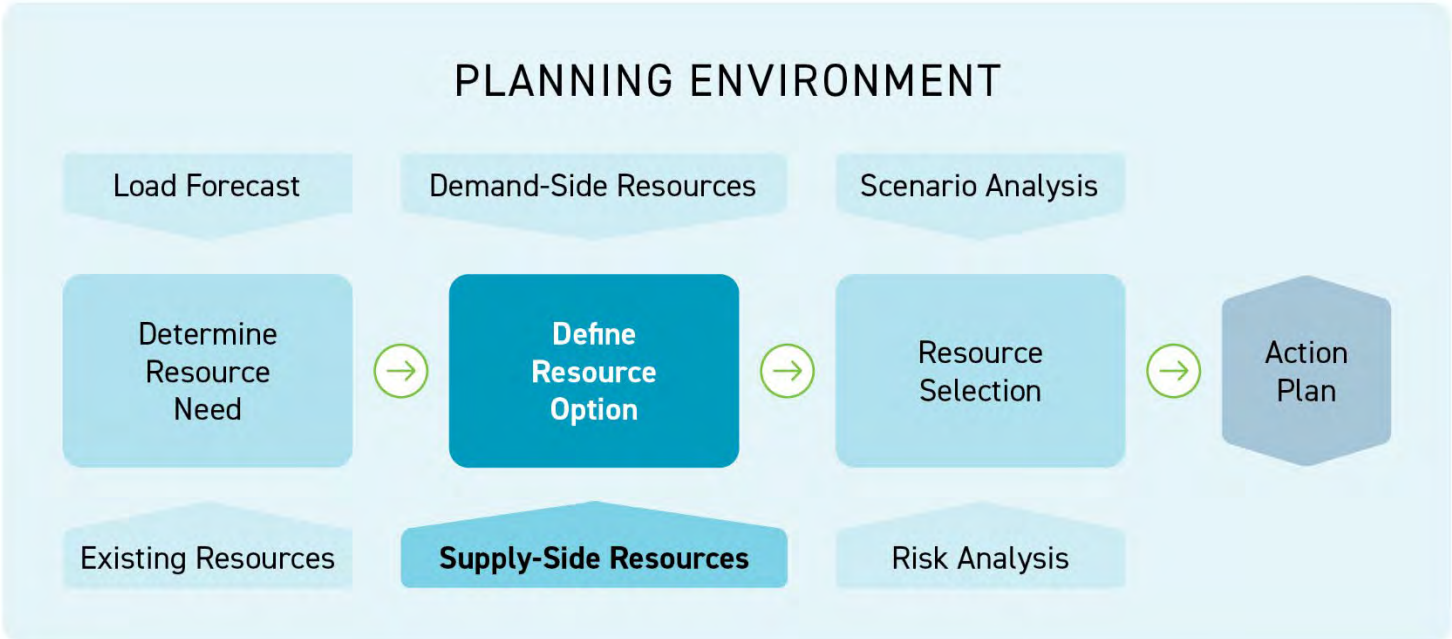 PLANNING ENVIRONMENT
Load Forecast
Demand-Side Resources
Scenario Analysis
Determine
Resource
Need
Define
Resource
Option
Resource
Selection
Action
Plan
Existing Resources
Supply-Side Resources
Risk Analysis